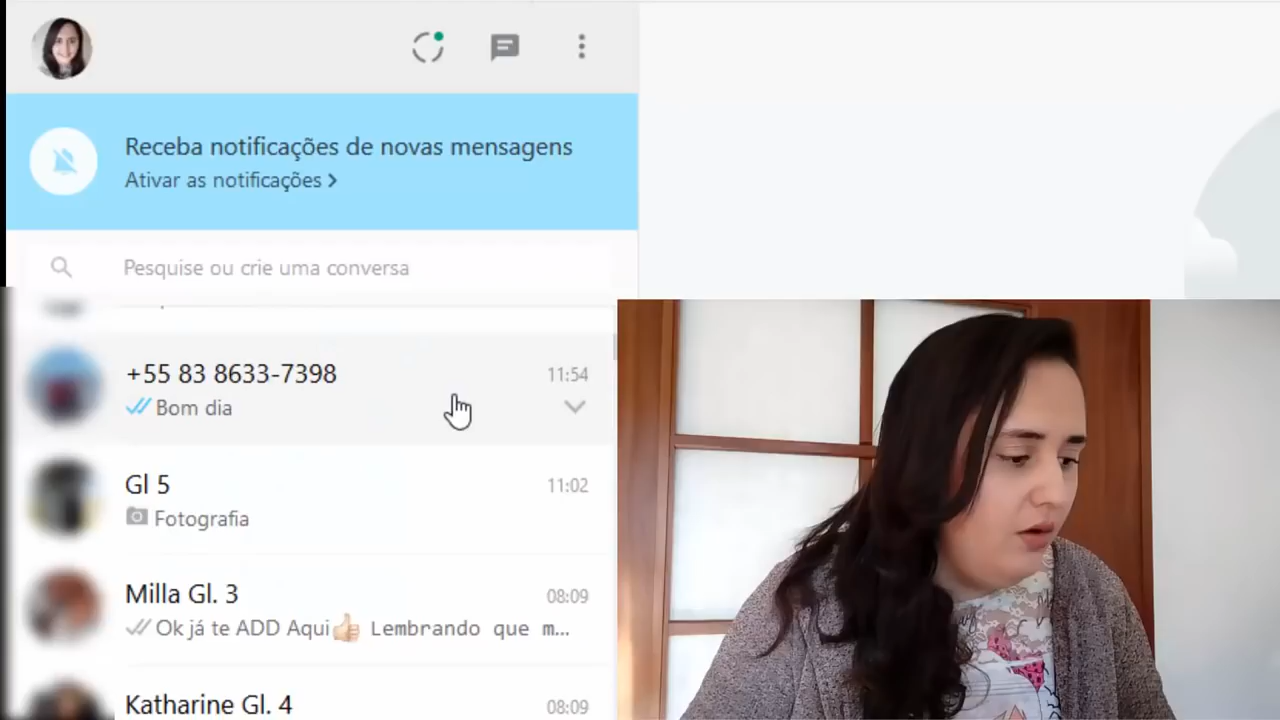 Receba notificações de novas mensagens
Ativar as notificações >
Pesquise ou crie uma conversa
+55 83 8633-7398 11:54
Bom dia
Gl 5 11:02
Fotografia
Milla Gl. 3 08:09
Ok já te ADD Aqui👍🏻 Lembrando que m...
Katharine Gl. 4 08:09